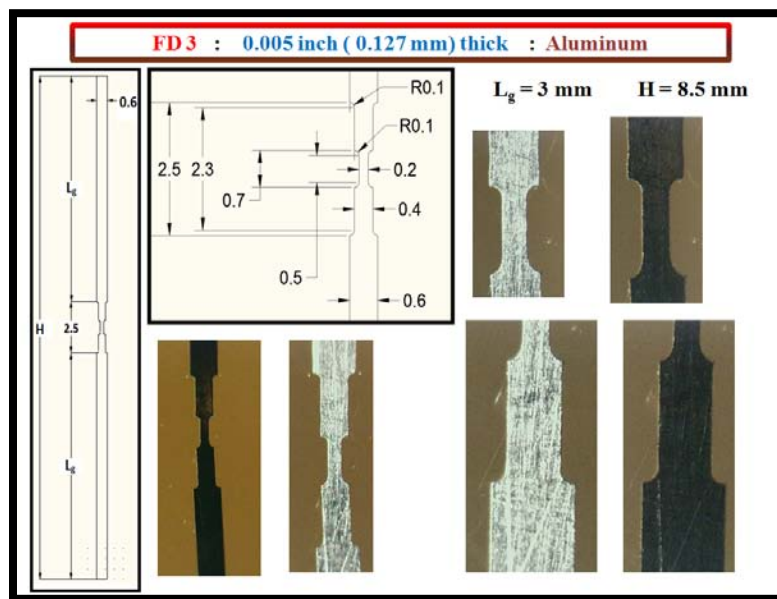 FD 3 : 0.005 inch ( 0.127 mm) thick : Aluminum
0.6
Lg
H
2.5
Lg
R0.1
R0.1
2.5
2.3
0.2
0.7
0.4
0.5
0.6
Lg = 3 mm H = 8.5 mm